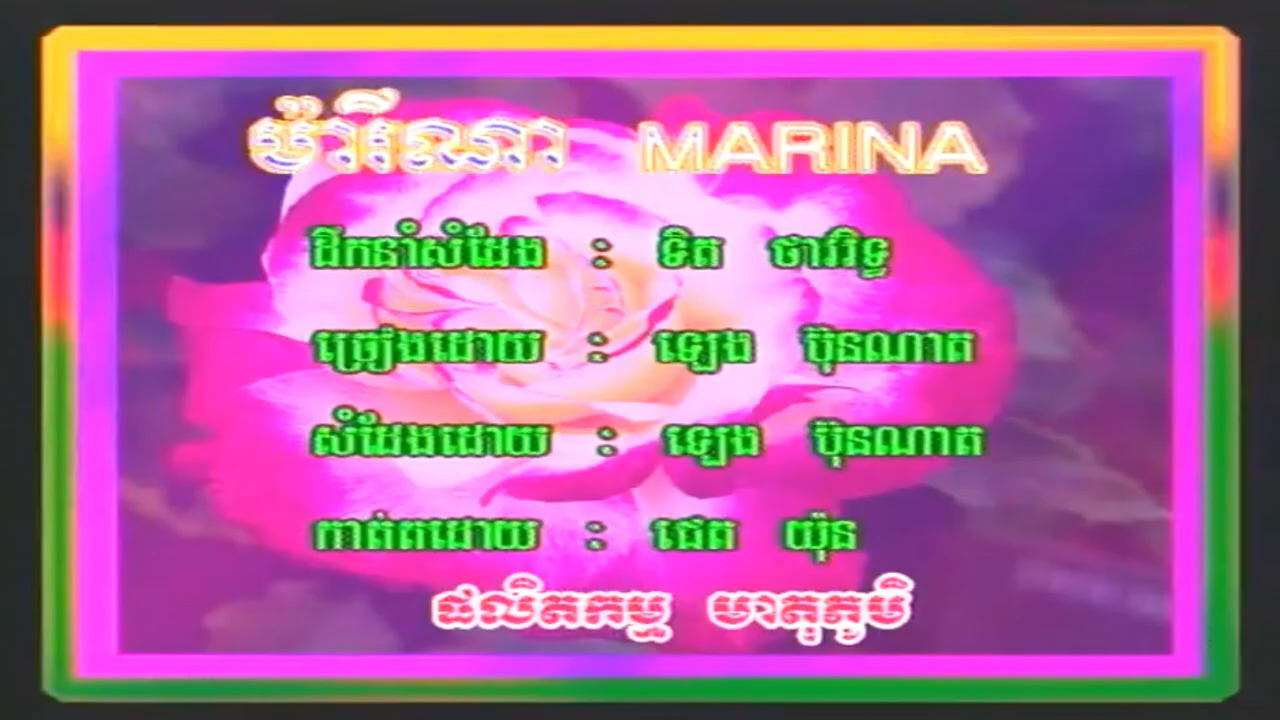 ម៉ារីណា MARINA
ដឹកនាំសំដែង : ទិត ថាវរិទ្ធ
ច្រៀងដោយ : ឡេង ប៊ុនណាត
សំដែងដោយ : ឡេង ប៊ុនណាត
កាត់តដោយ : ជេត យ៉ុន
ផលិតកម្ម មាតុភូមិ